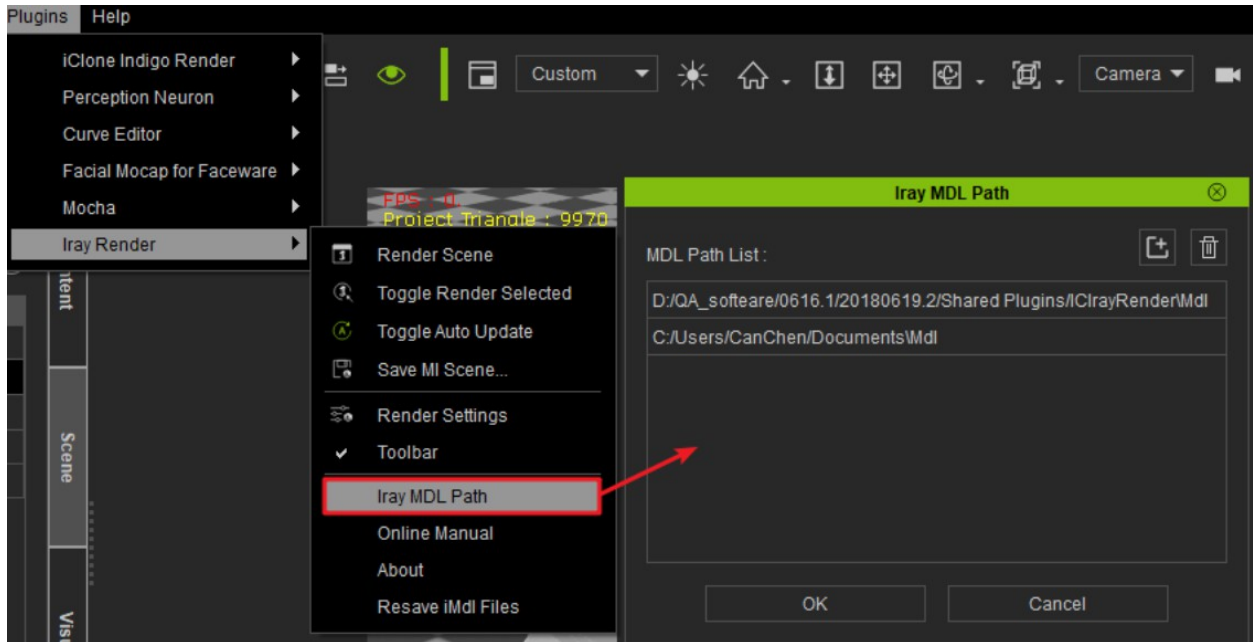 Plugins Help
iClone Indigo Render
Perception Neuron
Curve Editor
Facial Mocap for Faceware
Mocha
Iray Render
Custom
Camera
FPS : 0.
Project Triangle : 9970
Scene
Render Scene
Toggle Render Selected
Toggle Auto Update
Save MI Scene...
Render Settings
Toolbar
Iray MDL Path
Online Manual
About
Resave iMdl Files
Iray MDL Path
MDL Path List :
D:/QA_softeare/0616.1/20180619.2/Shared Plugins/ICIrayRender\Mdl
C:/Users/CanChen/Documents\Mdl
OK Cancel